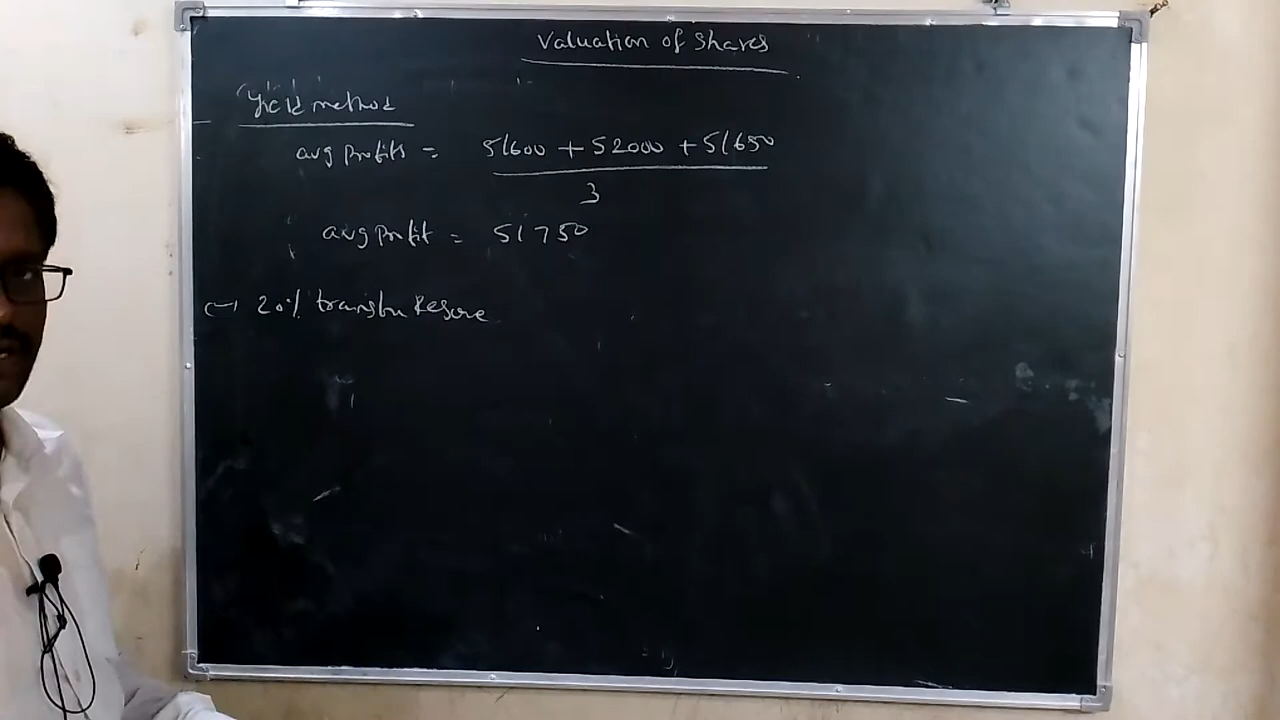 Valuation of Shares
Yield method
avg Profits = 51600 + 52000 + 51650
3
avg Profit = 51750
(-) 20% transfer Reserve